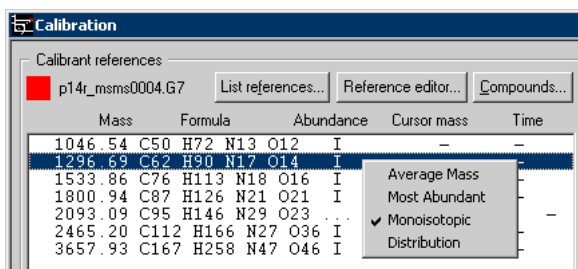 Calibration
Calibrant references
p14r_msms0004.G7 List references... Reference editor... Compounds...
Mass Formula Abundance Cursor mass Time
1046.54 C50 H72 N13 O12 I – –
1296.69 C62 H90 N17 O14 I –
1533.86 C76 H113 N18 O16 I –
1800.94 C87 H126 N21 O21 I –
2093.09 C95 H146 N29 O23 ... –
2465.20 C112 H166 N27 O36 I –
3657.93 C167 H258 N47 O46 I –
Average Mass
Most Abundant
✓ Monoisotopic
Distribution